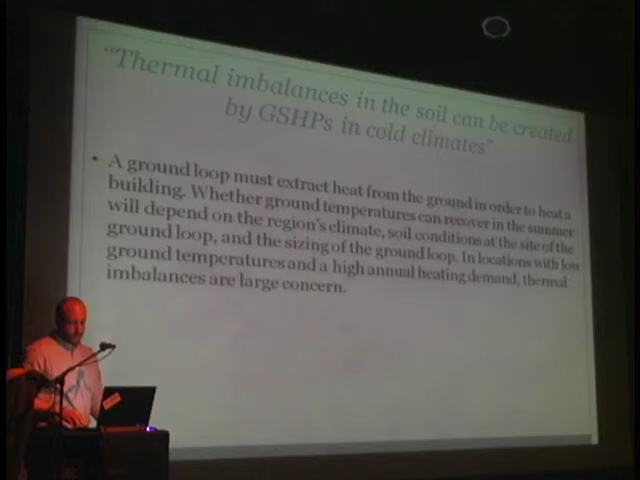 “Thermal imbalances in the soil can be created
by GSHPs in cold climates”
• A ground loop must extract heat from the ground in order to heat a
building. Whether ground temperatures can recover in the summer
will depend on the region's climate, soil conditions at the site of the
ground loop, and the sizing of the ground loop. In locations with low
ground temperatures and a high annual heating demand, thermal
imbalances are large concern.